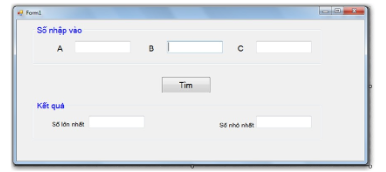 Form1
Số nhập vào
A B C
Tìm
Kết quả
Số lớn nhất Số nhỏ nhất